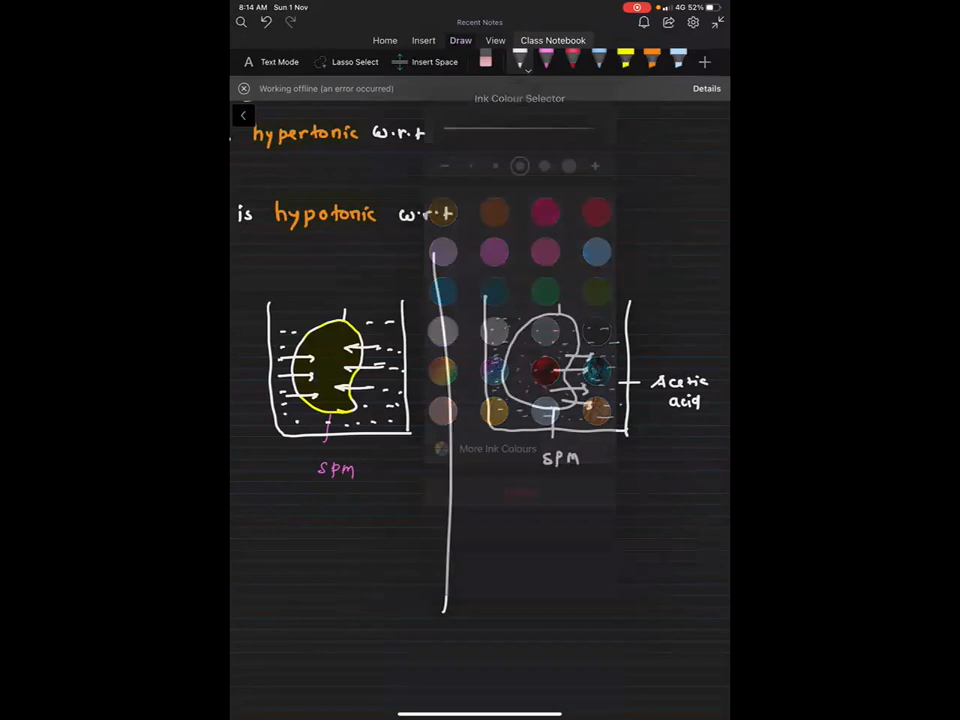 8:14 AM Sun 1 Nov
4G 52%
Recent Notes
Home Insert Draw View Class Notebook
Text Mode Lasso Select Insert Space
Working offline (an error occurred) Details
Ink Colour Selector
hypertonic w.r.t
is hypotonic w.r.t
More Ink Colours
Acetic
acid
SPM
SPM